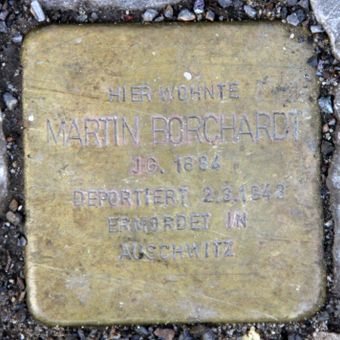 HIER WOHNTE
MARTIN BORCHARDT
JG. 1884
DEPORTIERT 2.3.1943
ERMORDET IN
AUSCHWITZ